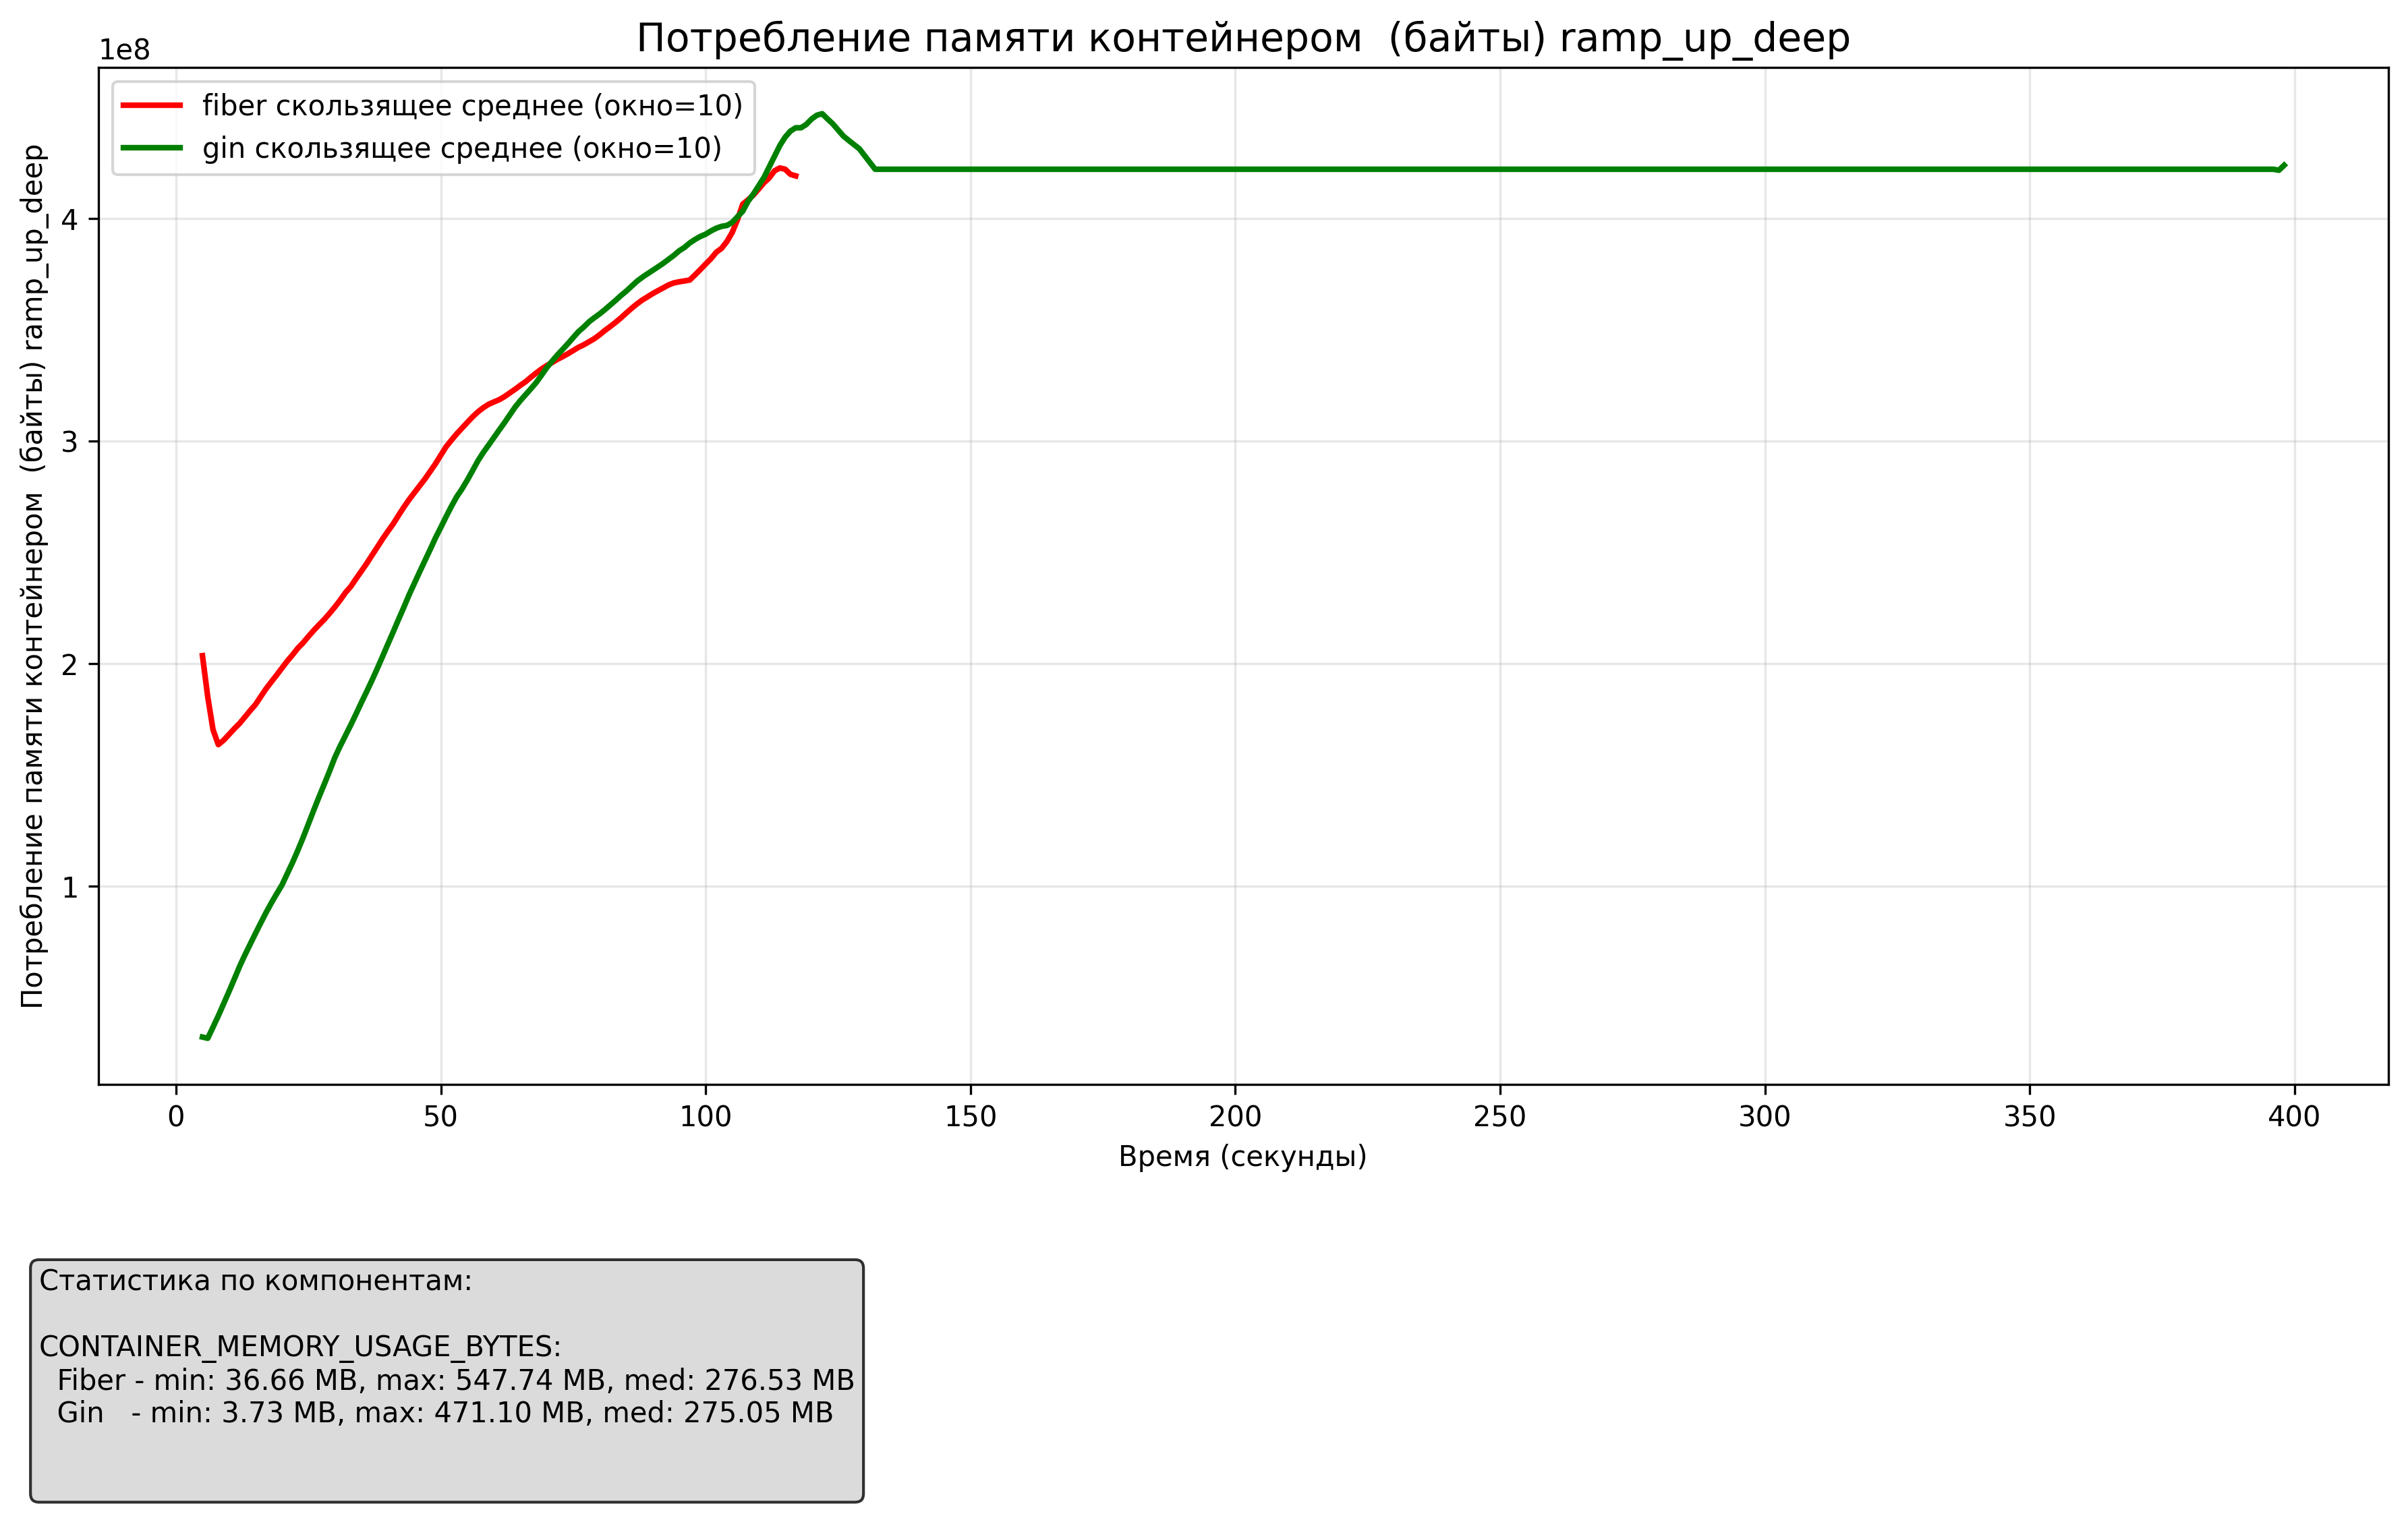 Потребление памяти контейнером  (байты) ramp_up_deep
1e8
fiber скользящее среднее (окно=10)
gin скользящее среднее (окно=10)
Потребление памяти контейнером  (байты) ramp_up_deep
4
3
2
1
0 50 100 150 200 250 300 350 400
Время (секунды)
Статистика по компонентам:
CONTAINER_MEMORY_USAGE_BYTES:
Fiber - min: 36.66 MB, max: 547.74 MB, med: 276.53 MB
Gin   - min: 3.73 MB, max: 471.10 MB, med: 275.05 MB